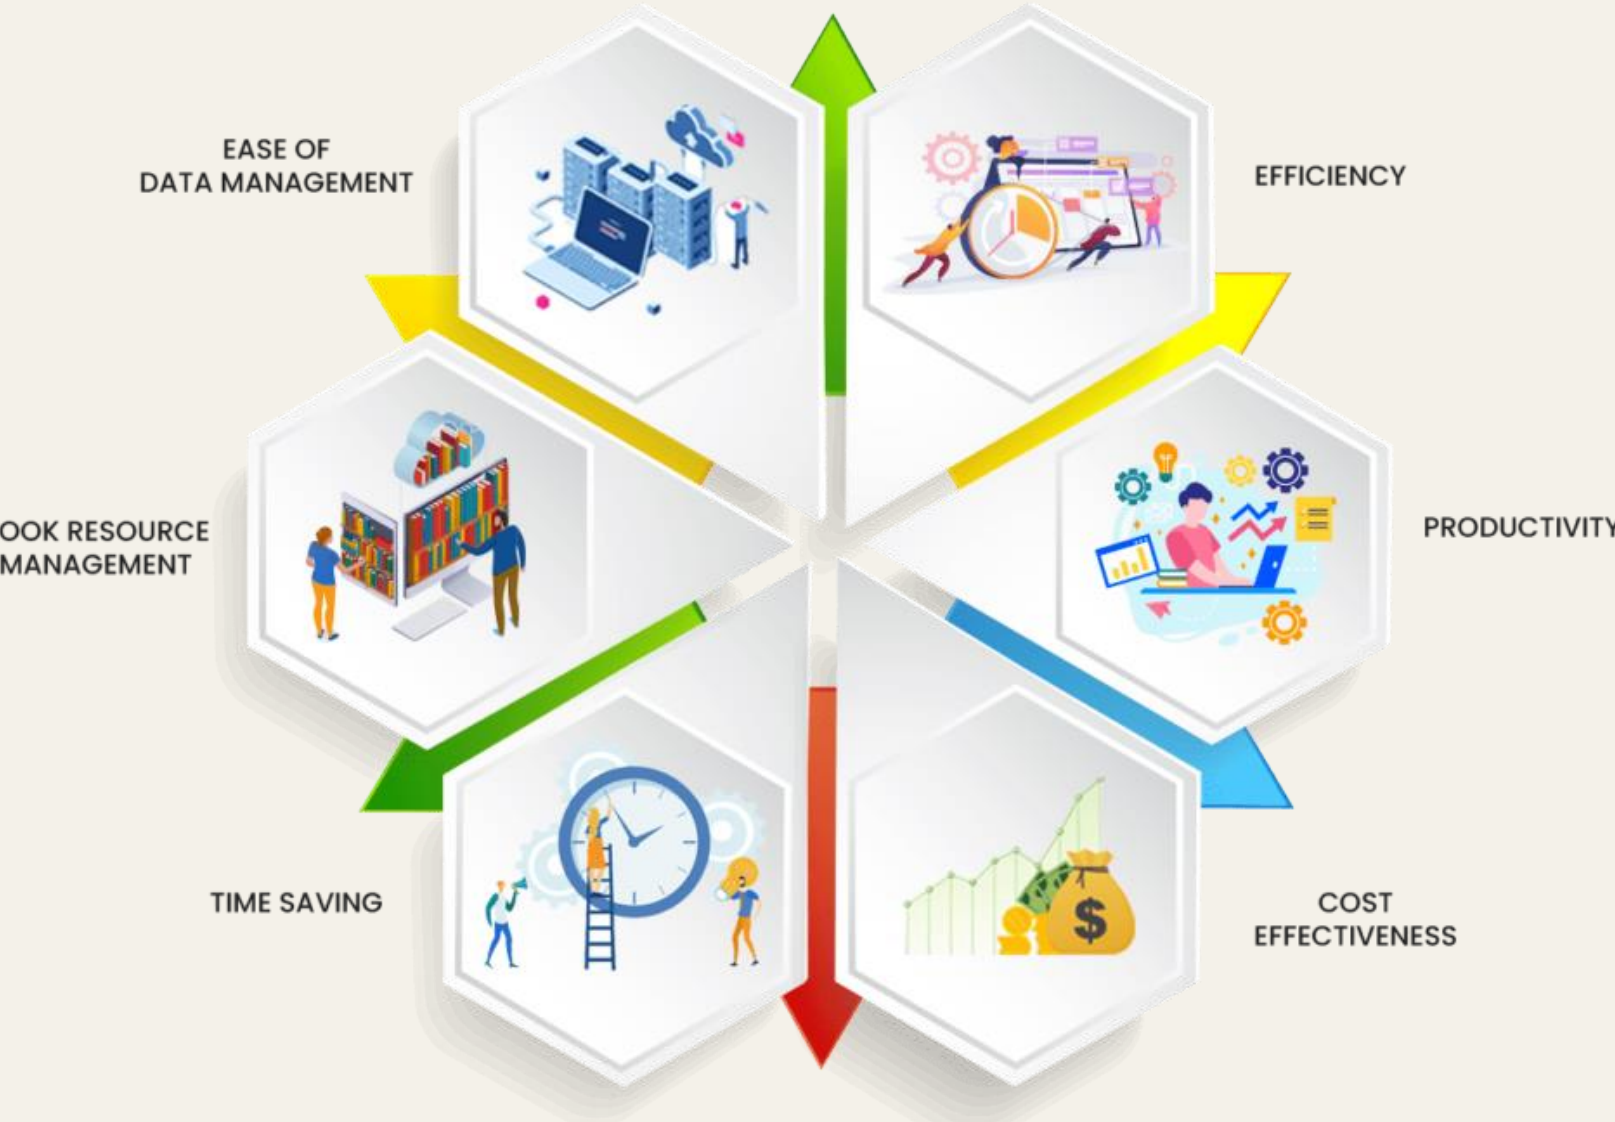 EASE OF
DATA MANAGEMENT
EFFICIENCY
OOK RESOURCE
MANAGEMENT
PRODUCTIVITY
TIME SAVING
$
COST
EFFECTIVENESS